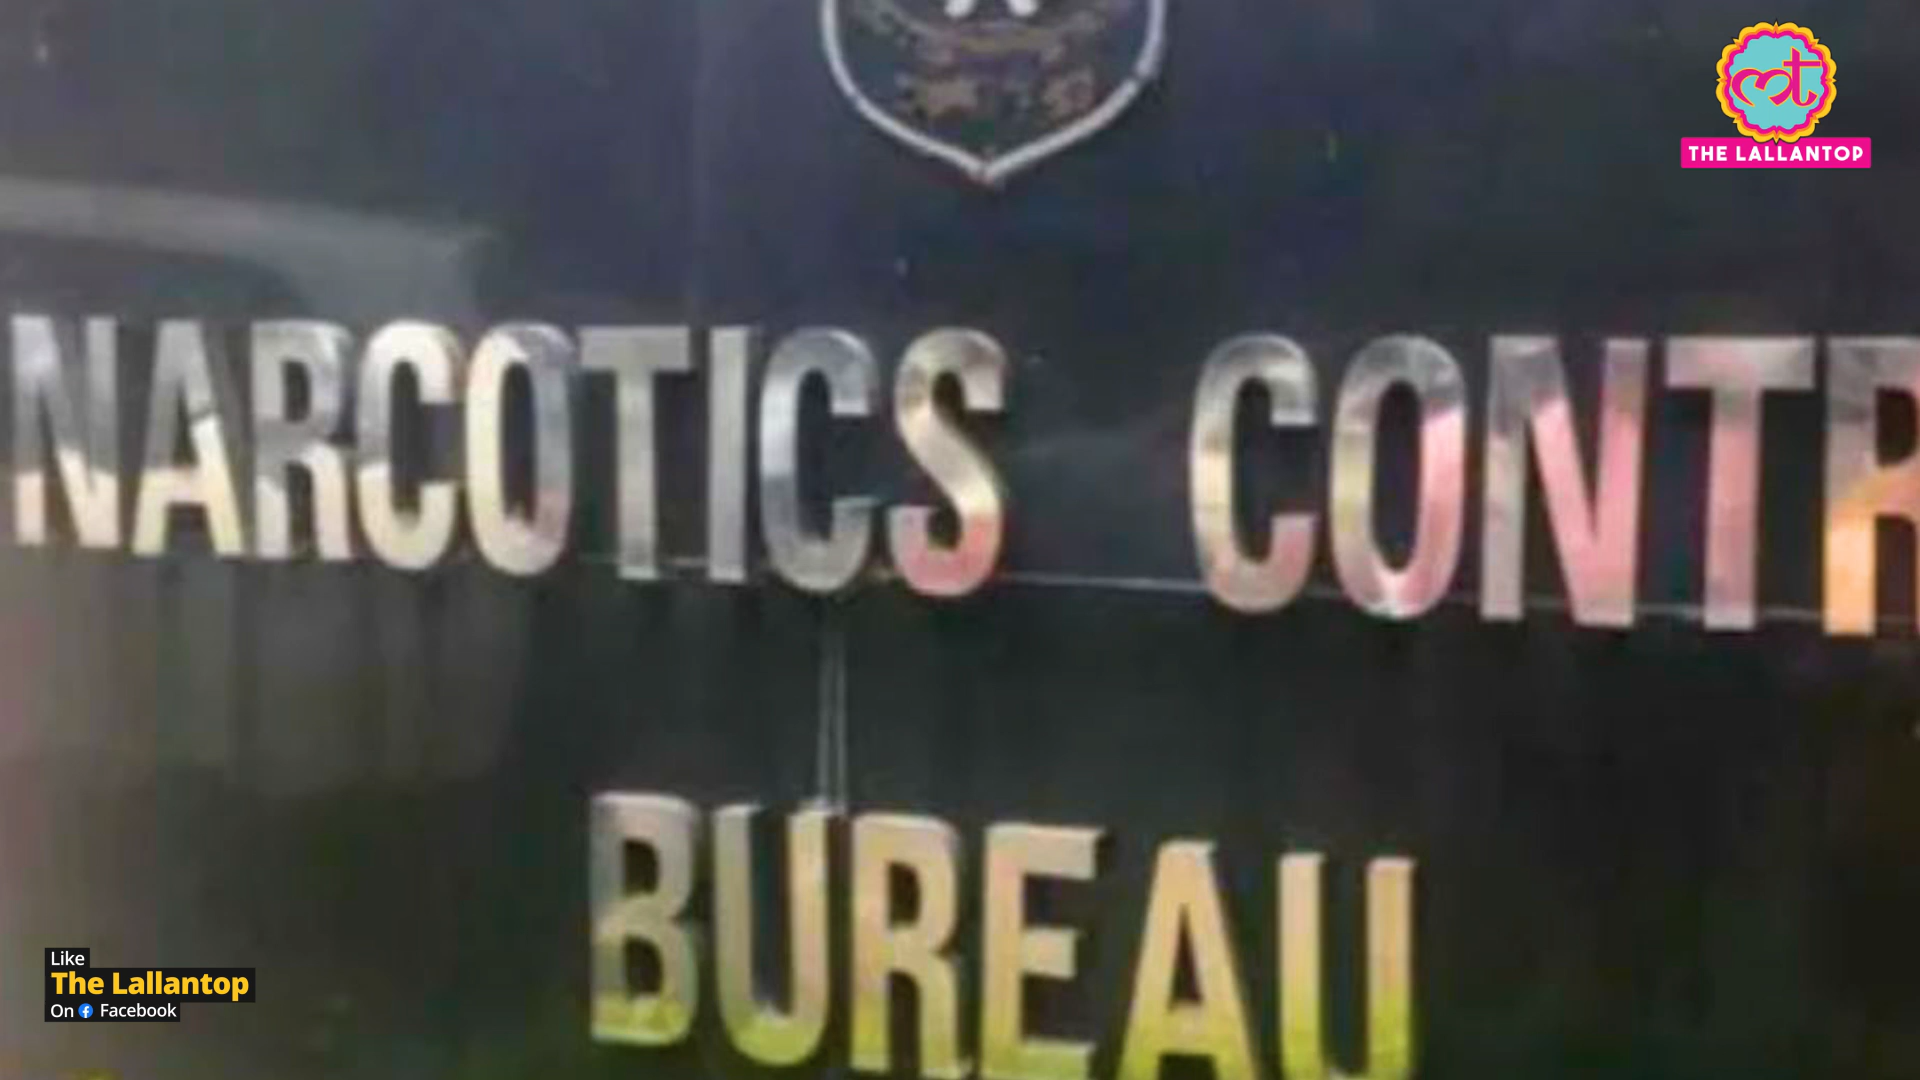 THE LALLANTOP
NARCOTICS CONTR
BUREAU
Like
The Lallantop
On Facebook